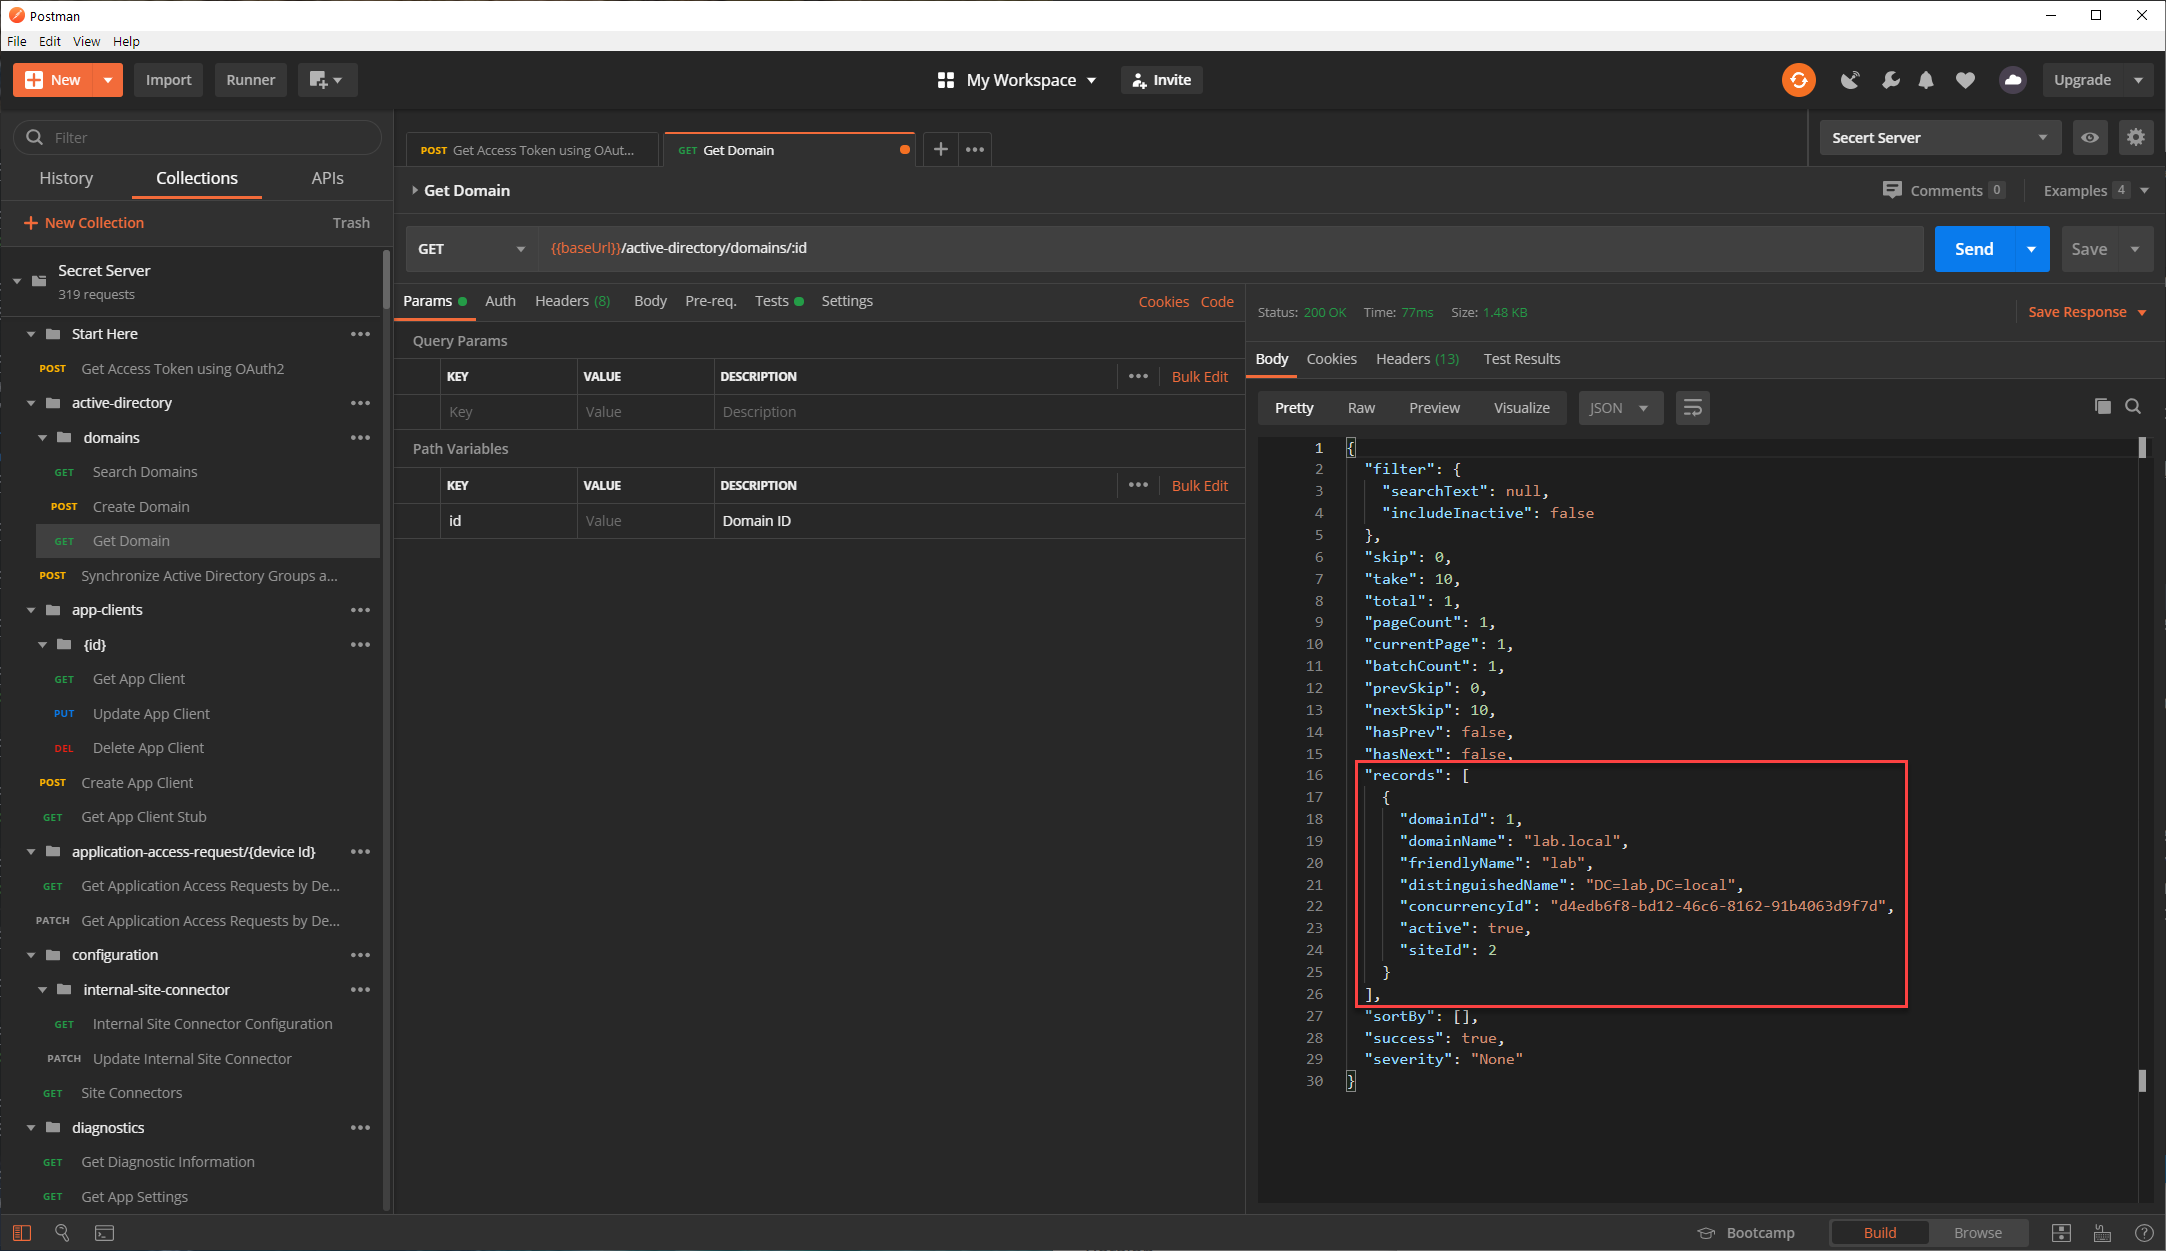 Postman
File Edit View Help
New Import Runner My Workspace Invite Upgrade
Filter
History Collections APIs
New Collection Trash
Secret Server
319 requests
Start Here
POST Get Access Token using OAuth2
active-directory
domains
GET Search Domains
POST Create Domain
GET Get Domain
POST Synchronize Active Directory Groups a...
app-clients
{id}
GET Get App Client
PUT Update App Client
DEL Delete App Client
POST Create App Client
GET Get App Client Stub
application-access-request/{device Id}
GET Get Application Access Requests by De...
PATCH Get Application Access Requests by De...
configuration
internal-site-connector
GET Internal Site Connector Configuration
PATCH Update Internal Site Connector
GET Site Connectors
diagnostics
GET Get Diagnostic Information
GET Get App Settings
POST Get Access Token using OAut... GET Get Domain
Secert Server
Get Domain
Comments 0 Examples 4
GET {{baseUrl}}/active-directory/domains/:id Send Save
Params Auth Headers (8) Body Pre-req. Tests Settings Cookies Code
Query Params
KEY VALUE DESCRIPTION Bulk Edit
Key Value Description
Path Variables
KEY VALUE DESCRIPTION Bulk Edit
id Value Domain ID
Status: 200 OK Time: 77ms Size: 1.48 KB Save Response
Body Cookies Headers (13) Test Results
Pretty Raw Preview Visualize JSON
1 {
2 "filter": {
3 "searchText": null,
4 "includeInactive": false
5 },
6 "skip": 0,
7 "take": 10,
8 "total": 1,
9 "pageCount": 1,
10 "currentPage": 1,
11 "batchCount": 1,
12 "prevSkip": 0,
13 "nextSkip": 10,
14 "hasPrev": false,
15 "hasNext": false,
16 "records": [
17 {
18 "domainId": 1,
19 "domainName": "lab.local",
20 "friendlyName": "lab",
21 "distinguishedName": "DC=lab,DC=local",
22 "concurrencyId": "d4edb6f8-bd12-46c6-8162-91b4063d9f7d",
23 "active": true,
24 "siteId": 2
25 }
26 ],
27 "sortBy": [],
28 "success": true,
29 "severity": "None"
30 }
Bootcamp Build Browse